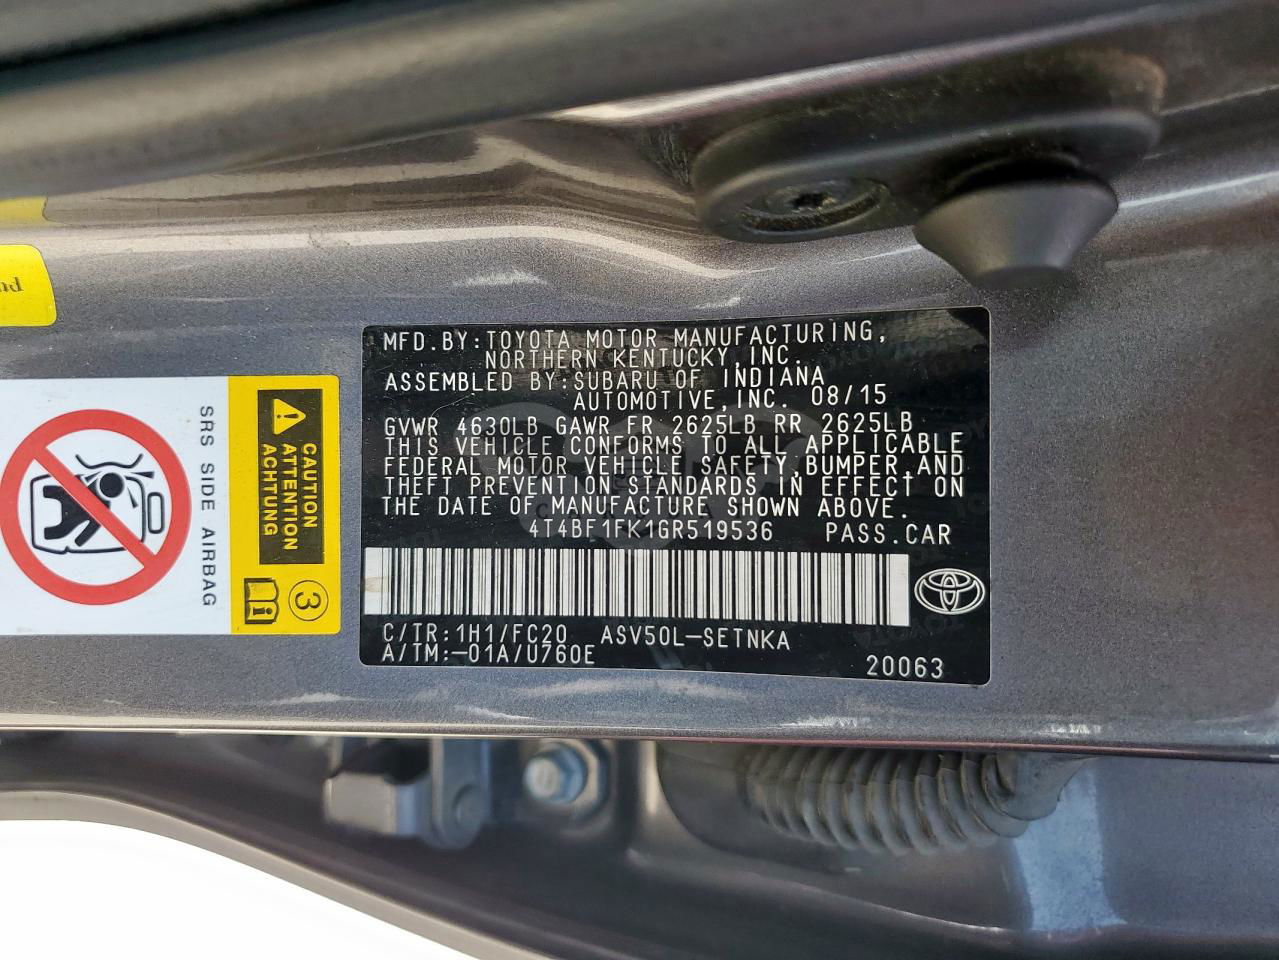 MFD.BY:TOYOTA MOTOR MANUFACTURING,
NORTHERN KENTUCKY,INC.
ASSEMBLED BY:SUBARU OF INDIANA
AUTOMOTIVE,INC. 08/15
GVWR 4630LB GAWR FR 2625LB RR 2625LB
THIS VEHICLE CONFORMS TO ALL APPLICABLE
FEDERAL MOTOR VEHICLE SAFETY,BUMPER,AND
THEFT PREVENTION STANDARDS IN EFFECT ON
THE DATE OF MANUFACTURE SHOWN ABOVE.
4T4BF1FK1GR519536 PASS.CAR
C/TR:1H1/FC20 ASV50L-SETNKA
A/TM:-01A/U760E
20063
CAUTION
ATTENTION
ACHTUNG
SRS SIDE AIRBAG
3